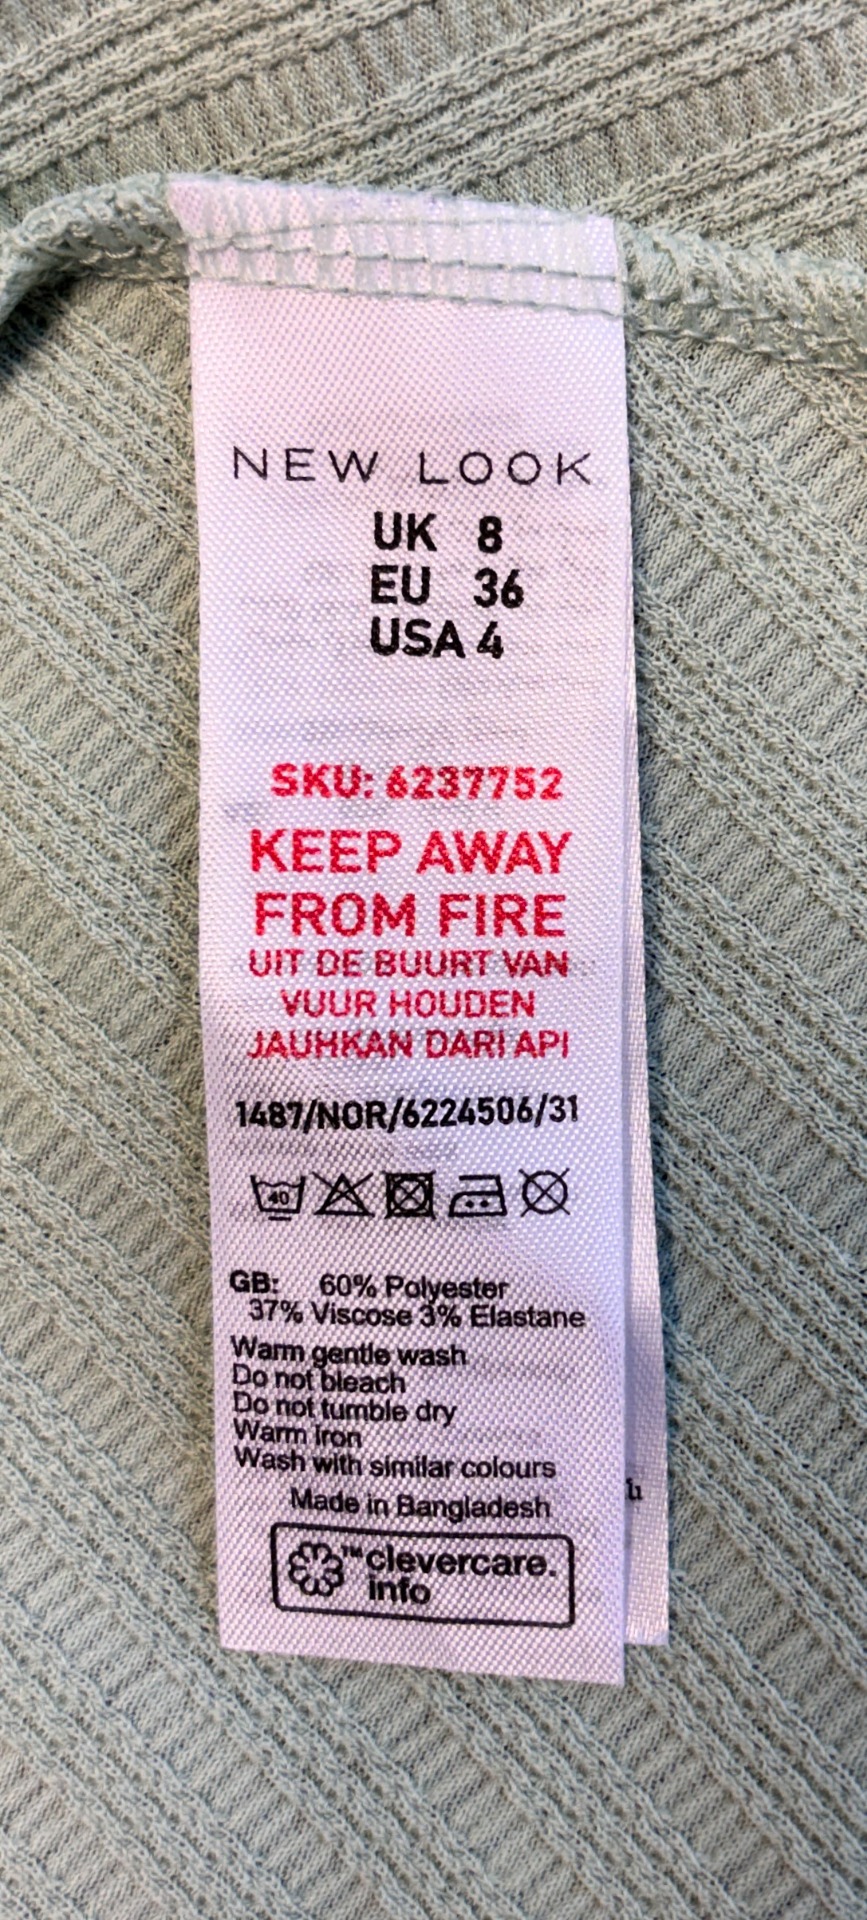 NEW LOOK
UK 8
EU 36
USA 4
SKU: 6237752
KEEP AWAY
FROM FIRE
UIT DE BUURT VAN
VUUR HOUDEN
JAUHKAN DARI API
1487/NOR/6224506/31
40
GB: 60% Polyester
37% Viscose 3% Elastane
Warm gentle wash
Do not bleach
Do not tumble dry
Warm iron
Wash with similar colours
Made in Bangladesh
™clevercare.
info